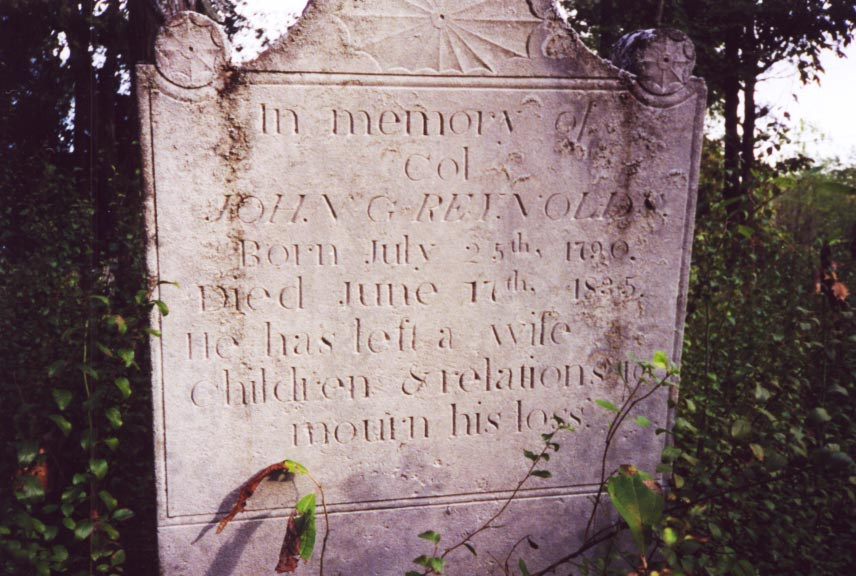 In memory of
Col
JOHN G REYNOLDS.
Born July 25th, 1790.
Died June 17th, 1835.
He has left a wife
Children & relations to
mourn his loss.